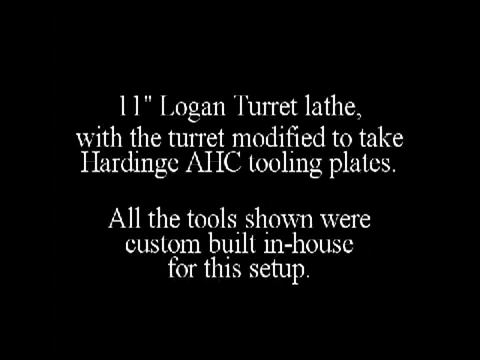 11" Logan Turret lathe,
with the turret modified to take
Hardinge AHC tooling plates.
All the tools shown were
custom built in-house
for this setup.